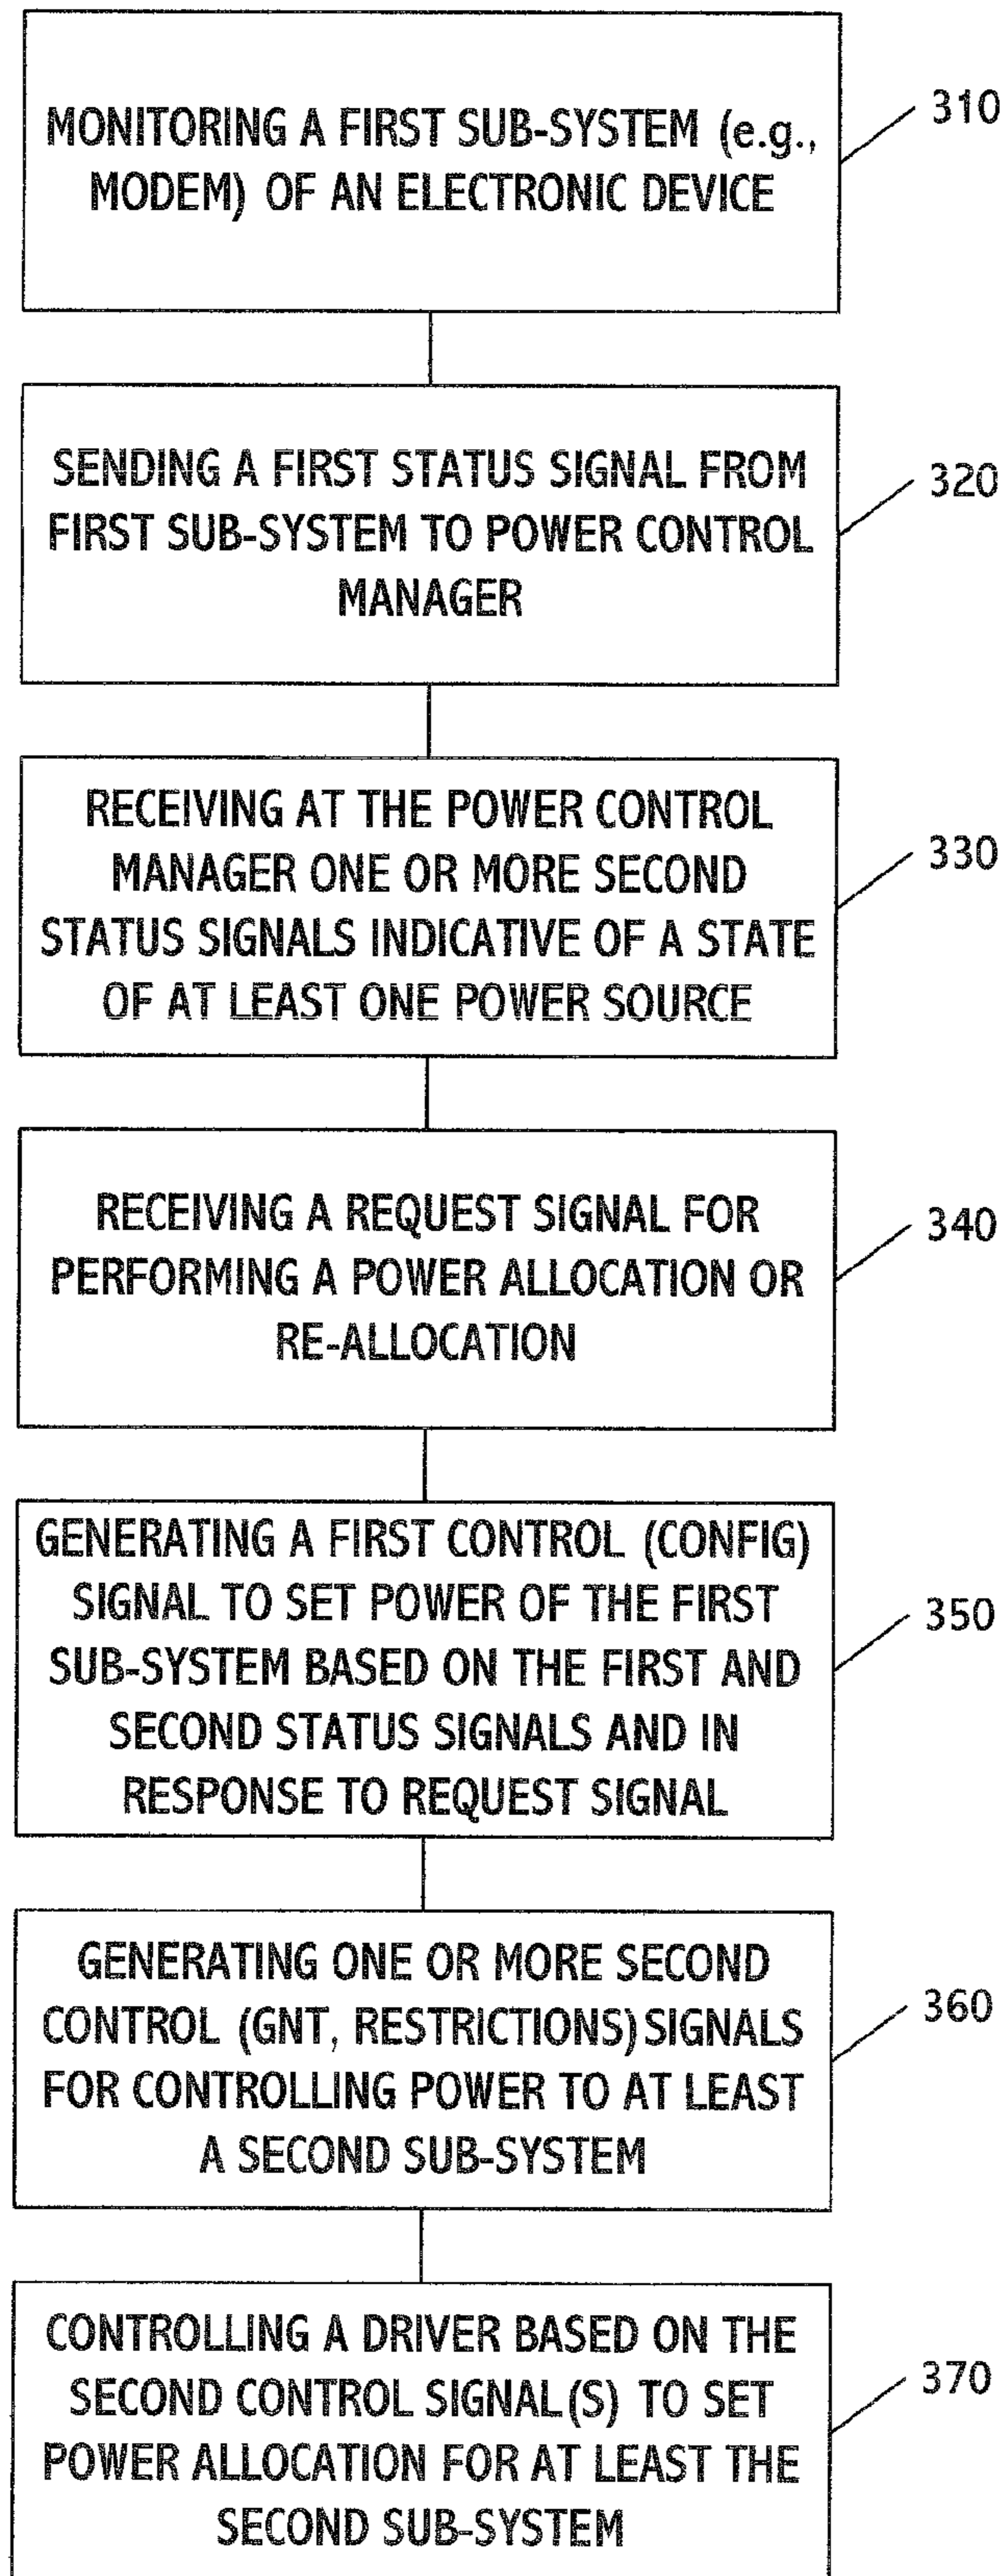 MONITORING A FIRST SUB-SYSTEM (e.g.,
MODEM) OF AN ELECTRONIC DEVICE
310
SENDING A FIRST STATUS SIGNAL FROM
FIRST SUB-SYSTEM TO POWER CONTROL
MANAGER
320
RECEIVING AT THE POWER CONTROL
MANAGER ONE OR MORE SECOND
STATUS SIGNALS INDICATIVE OF A STATE
OF AT LEAST ONE POWER SOURCE
330
RECEIVING A REQUEST SIGNAL FOR
PERFORMING A POWER ALLOCATION OR
RE-ALLOCATION
340
GENERATING A FIRST CONTROL (CONFIG)
SIGNAL TO SET POWER OF THE FIRST
SUB-SYSTEM BASED ON THE FIRST AND
SECOND STATUS SIGNALS AND IN
RESPONSE TO REQUEST SIGNAL
350
GENERATING ONE OR MORE SECOND
CONTROL (GNT, RESTRICTIONS) SIGNALS
FOR CONTROLLING POWER TO AT LEAST
A SECOND SUB-SYSTEM
360
CONTROLLING A DRIVER BASED ON THE
SECOND CONTROL SIGNAL(S) TO SET
POWER ALLOCATION FOR AT LEAST THE
SECOND SUB-SYSTEM
370